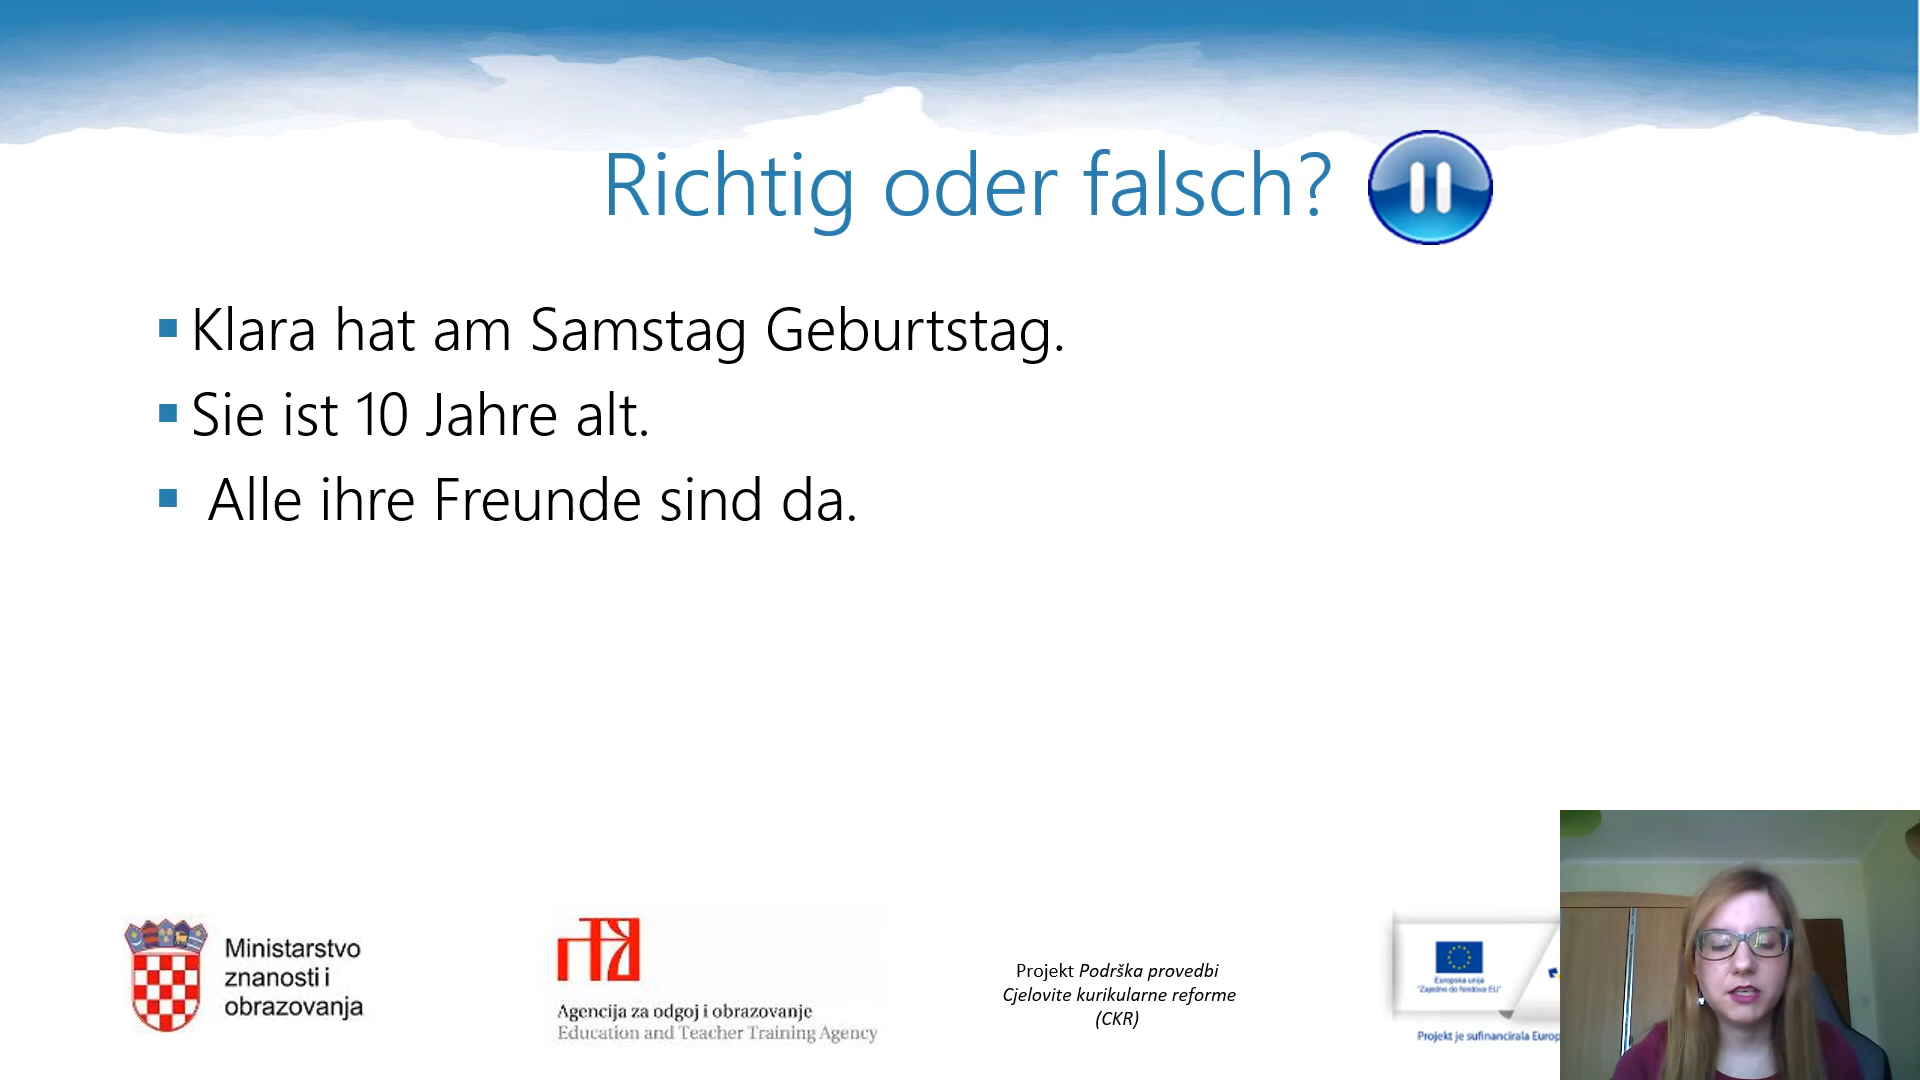 Richtig oder falsch?
Klara hat am Samstag Geburtstag.
Sie ist 10 Jahre alt.
Alle ihre Freunde sind da.
Ministarstvo
znanosti i
obrazovanja
Agencija za odgoj i obrazovanje
Education and Teacher Training Agency
Projekt Podrška provedbi
Cjelovite kurikularne reforme
(CKR)
Europska unija
"Zajedno do fondova EU"
Projekt je sufinancirala Europ